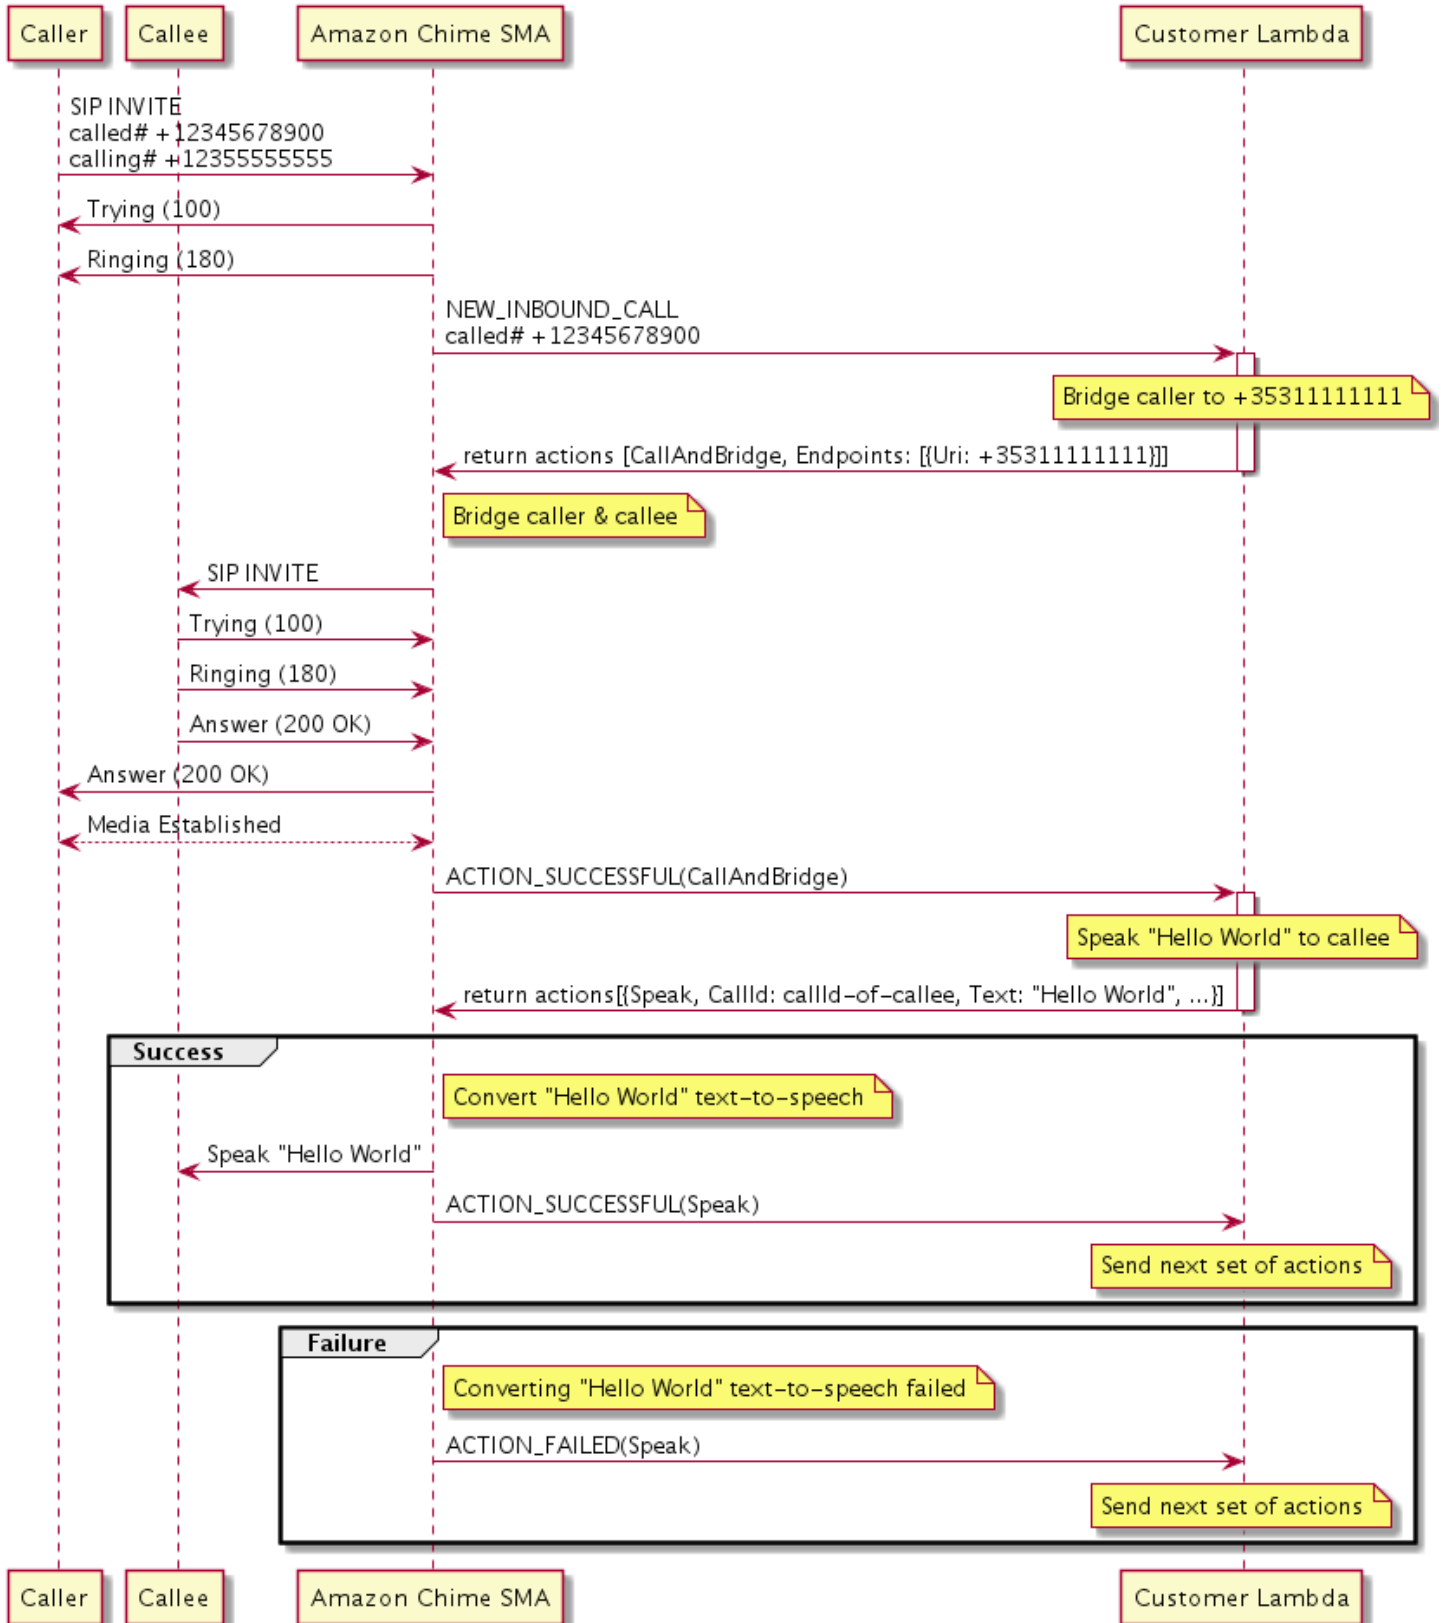 Caller
Callee
Amazon Chime SMA
Customer Lambda
SIP INVITE
called# +12345678900
calling# +12355555555
Trying (100)
Ringing (180)
NEW_INBOUND_CALL
called# +12345678900
Bridge caller to +35311111111
return actions [CallAndBridge, Endpoints: [{Uri: +35311111111}]]
Bridge caller & callee
SIP INVITE
Trying (100)
Ringing (180)
Answer (200 OK)
Answer (200 OK)
Media Established
ACTION_SUCCESSFUL(CallAndBridge)
Speak "Hello World" to callee
return actions[{Speak, CallId: callId-of-callee, Text: "Hello World", ...}]
Success
Convert "Hello World" text-to-speech
Speak "Hello World"
ACTION_SUCCESSFUL(Speak)
Send next set of actions
Failure
Converting "Hello World" text-to-speech failed
ACTION_FAILED(Speak)
Send next set of actions
Caller
Callee
Amazon Chime SMA
Customer Lambda